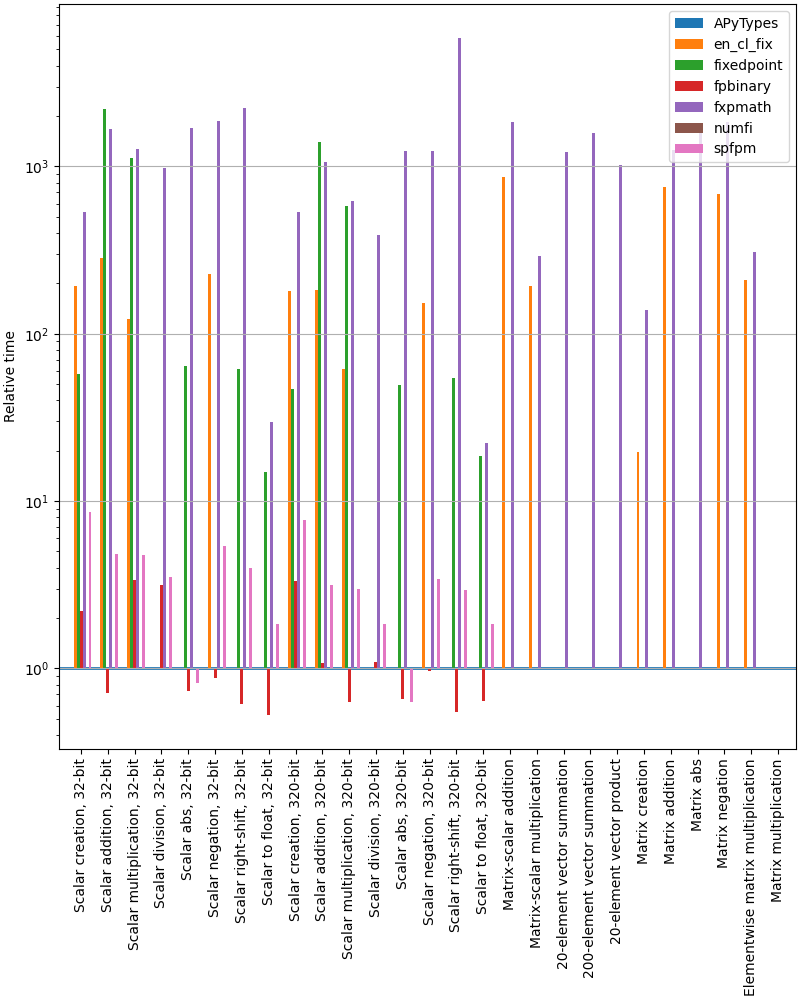 APyTypes
en_cl_fix
fixedpoint
fpbinary
fxpmath
numfi
spfpm
Relative time
10³
10²
10¹
10⁰
Scalar creation, 32-bit
Scalar addition, 32-bit
Scalar multiplication, 32-bit
Scalar division, 32-bit
Scalar abs, 32-bit
Scalar negation, 32-bit
Scalar right-shift, 32-bit
Scalar to float, 32-bit
Scalar creation, 320-bit
Scalar addition, 320-bit
Scalar multiplication, 320-bit
Scalar division, 320-bit
Scalar abs, 320-bit
Scalar negation, 320-bit
Scalar right-shift, 320-bit
Scalar to float, 320-bit
Matrix-scalar addition
Matrix-scalar multiplication
20-element vector summation
200-element vector summation
20-element vector product
Matrix creation
Matrix addition
Matrix abs
Matrix negation
Elementwise matrix multiplication
Matrix multiplication